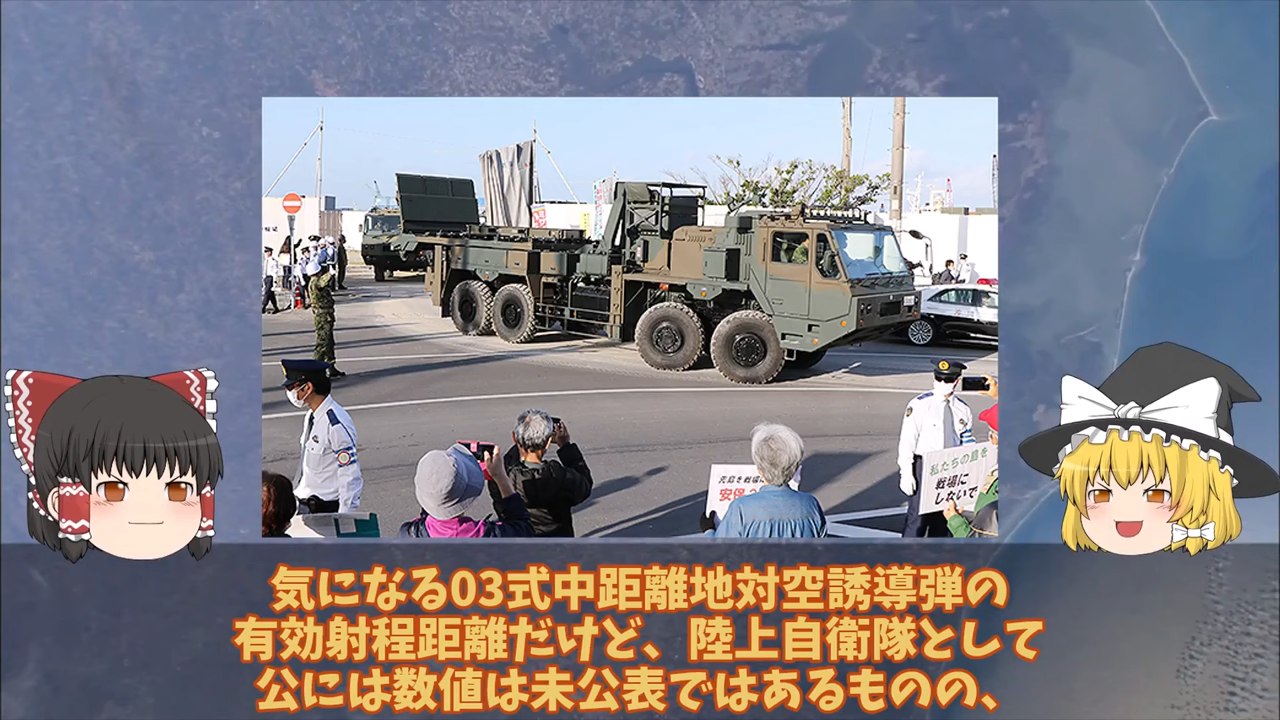 私たちの島を
戦場に
しないで
気になる03式中距離地対空誘導弾の
有効射程距離だけど、陸上自衛隊として
公には数値は未公表ではあるものの、